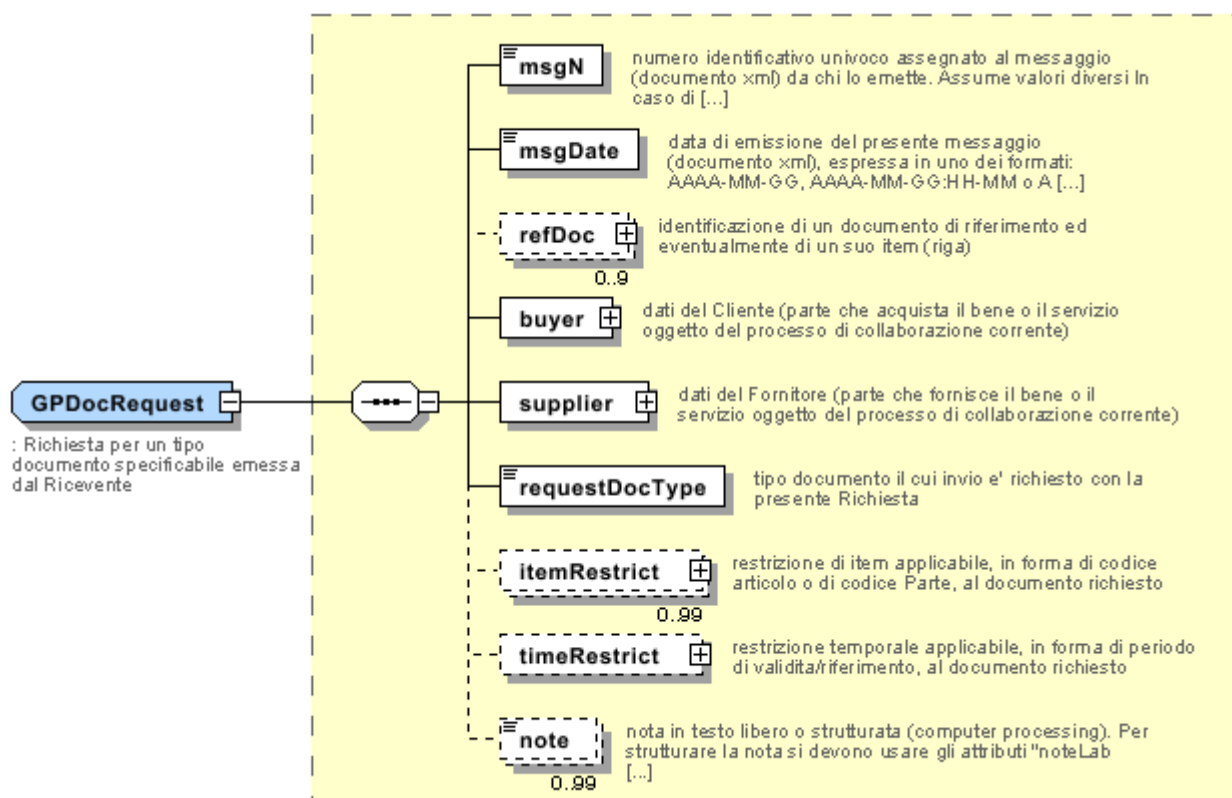 msgN
numero identificativo univoco assegnato al messaggio
(documento xml) da chi lo emette. Assume valori diversi In
caso di [...]
msgDate
data di emissione del presente messaggio
(documento xml), espressa in uno dei formati:
AAAA-MM-GG, AAAA-MM-GG:HH-MM o A [...]
refDoc
0..9
identificazione di un documento di riferimento ed
eventualmente di un suo item (riga)
buyer
dati del Cliente (parte che acquista il bene o il servizio
oggetto del processo di collaborazione corrente)
GPDocRequest
: Richiesta per un tipo
documento specificabile emessa
dal Ricevente
supplier
dati del Fornitore (parte che fornisce il bene o il
servizio oggetto del processo di collaborazione corrente)
requestDocType
tipo documento il cui invio e' richiesto con la
presente Richiesta
itemRestrict
0..99
restrizione di item applicabile, in forma di codice
articolo o di codice Parte, al documento richiesto
timeRestrict
restrizione temporale applicabile, in forma di periodo
di validita/riferimento, al documento richiesto
note
0..99
nota in testo libero o strutturata (computer processing). Per
strutturare la nota si devono usare gli attributi "noteLab
[...]